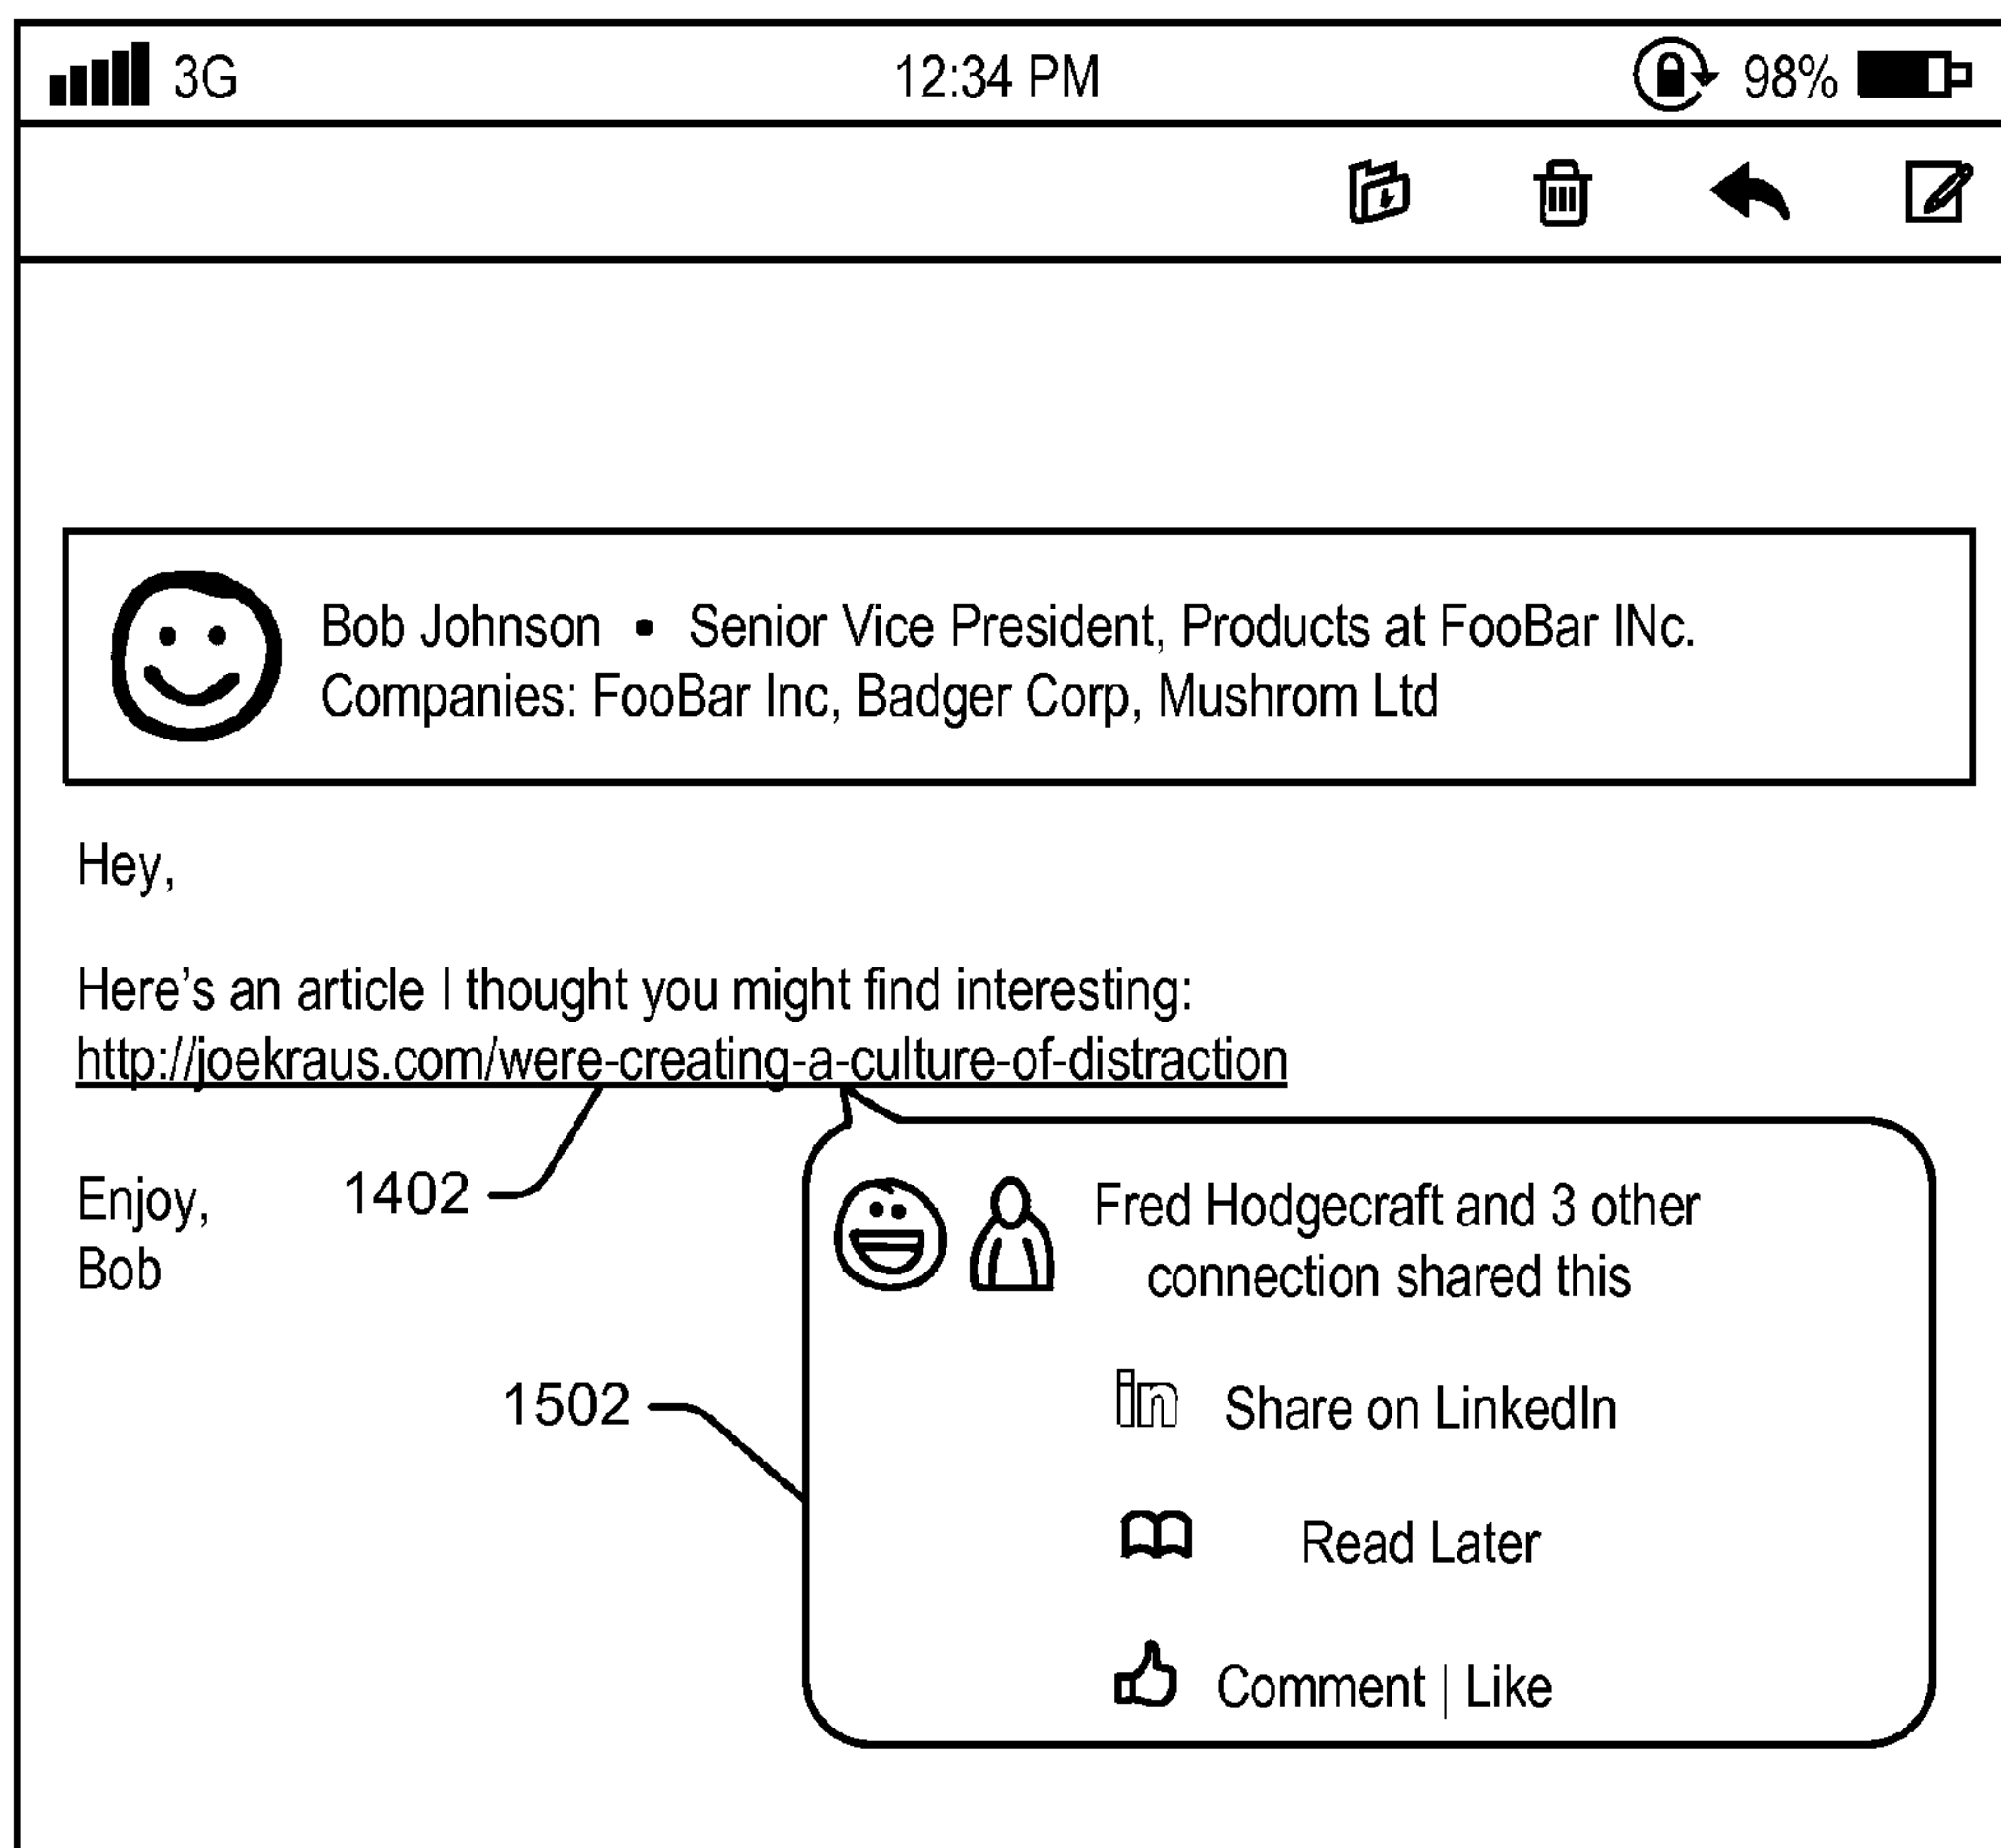 3G 12:34 PM 98%
Bob Johnson • Senior Vice President, Products at FooBar INc.
Companies: FooBar Inc, Badger Corp, Mushrom Ltd
Hey,
Here's an article I thought you might find interesting:
http://joekraus.com/were-creating-a-culture-of-distraction
Enjoy,
Bob
1402
Fred Hodgecraft and 3 other
connection shared this
1502
in Share on LinkedIn
Read Later
Comment | Like